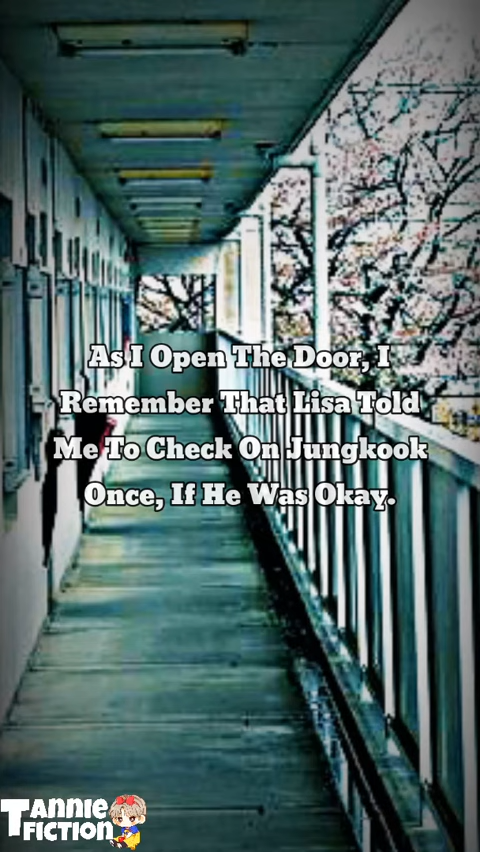 As I Open The Door, I
Remember That Lisa Told
Me To Check On Jungkook
Once, If He Was Okay.
TANNIE
FICTION